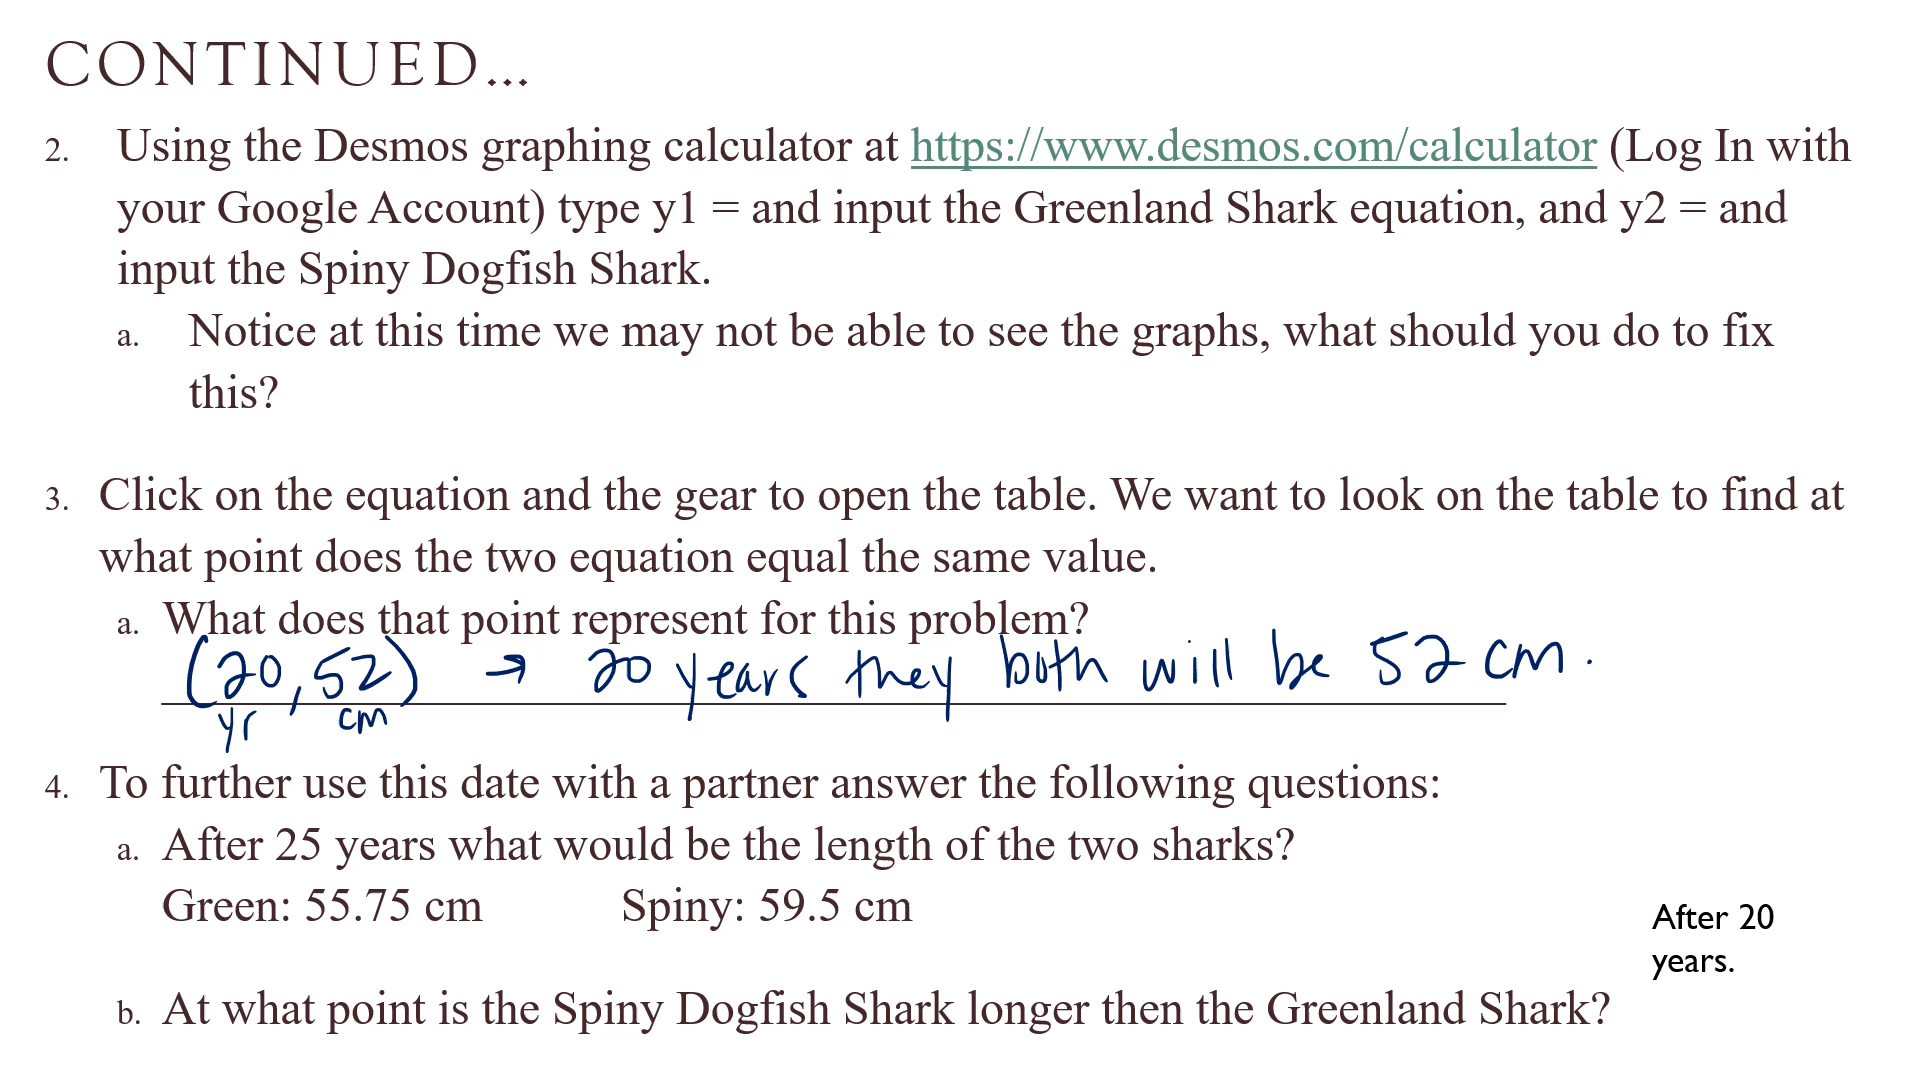 CONTINUED...
2. Using the Desmos graphing calculator at https://www.desmos.com/calculator (Log In with
your Google Account) type y1 = and input the Greenland Shark equation, and y2 = and
input the Spiny Dogfish Shark.
a. Notice at this time we may not be able to see the graphs, what should you do to fix
this?
3. Click on the equation and the gear to open the table. We want to look on the table to find at
what point does the two equation equal the same value.
a. What does that point represent for this problem?
(20, 52) → 20 years they both will be 52 cm.
yr cm
4. To further use this date with a partner answer the following questions:
a. After 25 years what would be the length of the two sharks?
Green: 55.75 cm Spiny: 59.5 cm
After 20
years.
b. At what point is the Spiny Dogfish Shark longer then the Greenland Shark?